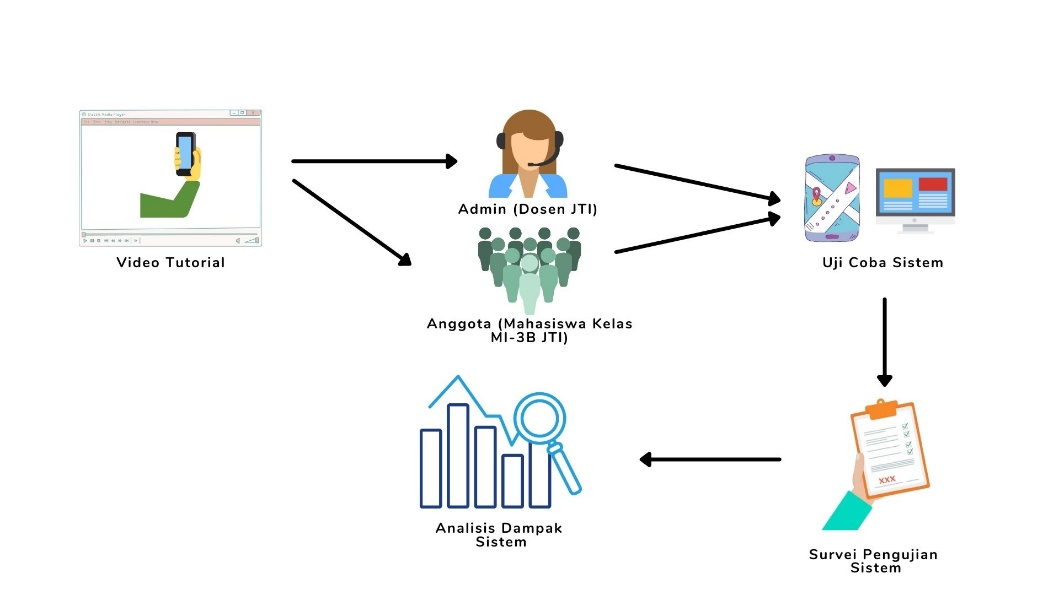 Video Tutorial
Admin (Dosen JTI)
Anggota (Mahasiswa Kelas
MI-3B JTI)
Uji Coba Sistem
XXX
Survei Pengujian
Sistem
Analisis Dampak
Sistem